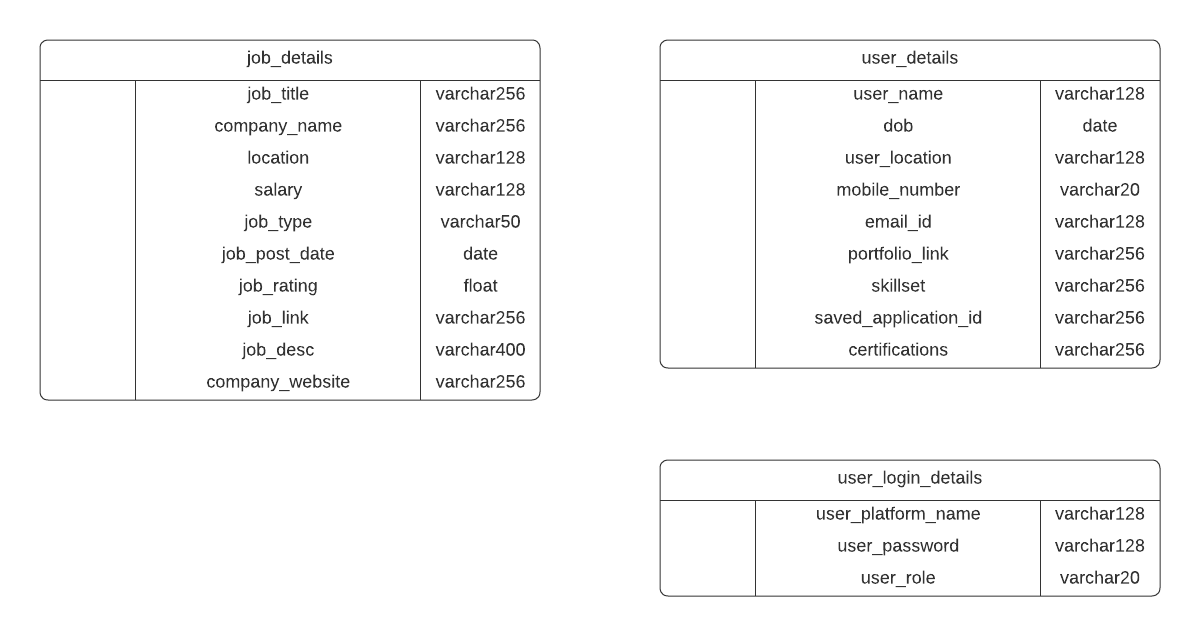 job_details
job_title varchar256
company_name varchar256
location varchar128
salary varchar128
job_type varchar50
job_post_date date
job_rating float
job_link varchar256
job_desc varchar400
company_website varchar256
user_details
user_name varchar128
dob date
user_location varchar128
mobile_number varchar20
email_id varchar128
portfolio_link varchar256
skillset varchar256
saved_application_id varchar256
certifications varchar256
user_login_details
user_platform_name varchar128
user_password varchar128
user_role varchar20